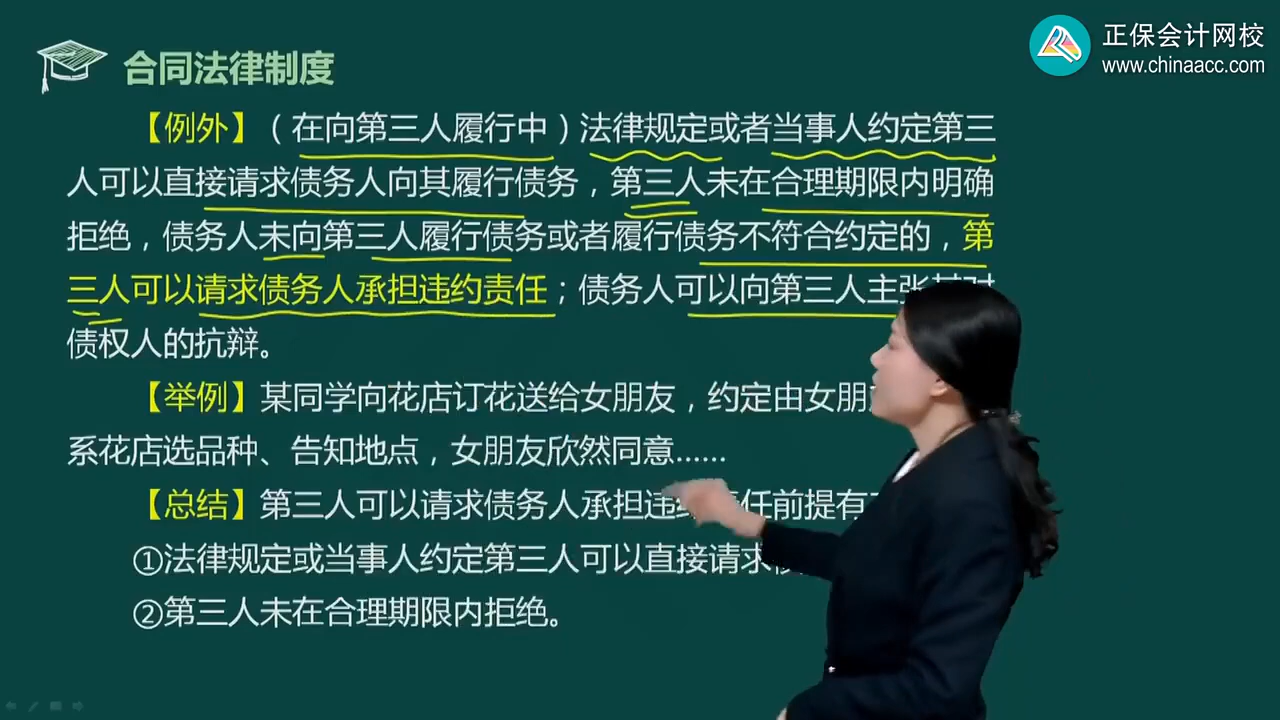 正保会计网校
www.chinaacc.com
合同法律制度
【例外】（在向第三人履行中）法律规定或者当事人约定第三
人可以直接请求债务人向其履行债务，第三人未在合理期限内明确
拒绝，债务人未向第三人履行债务或者履行债务不符合约定的，第
三人可以请求债务人承担违约责任；债务人可以向第三人主张其对
债权人的抗辩。
【举例】某同学向花店订花送给女朋友，约定由女朋
系花店选品种、告知地点，女朋友欣然同意……
【总结】第三人可以请求债务人承担违约责任前提有
①法律规定或当事人约定第三人可以直接请求
②第三人未在合理期限内拒绝。